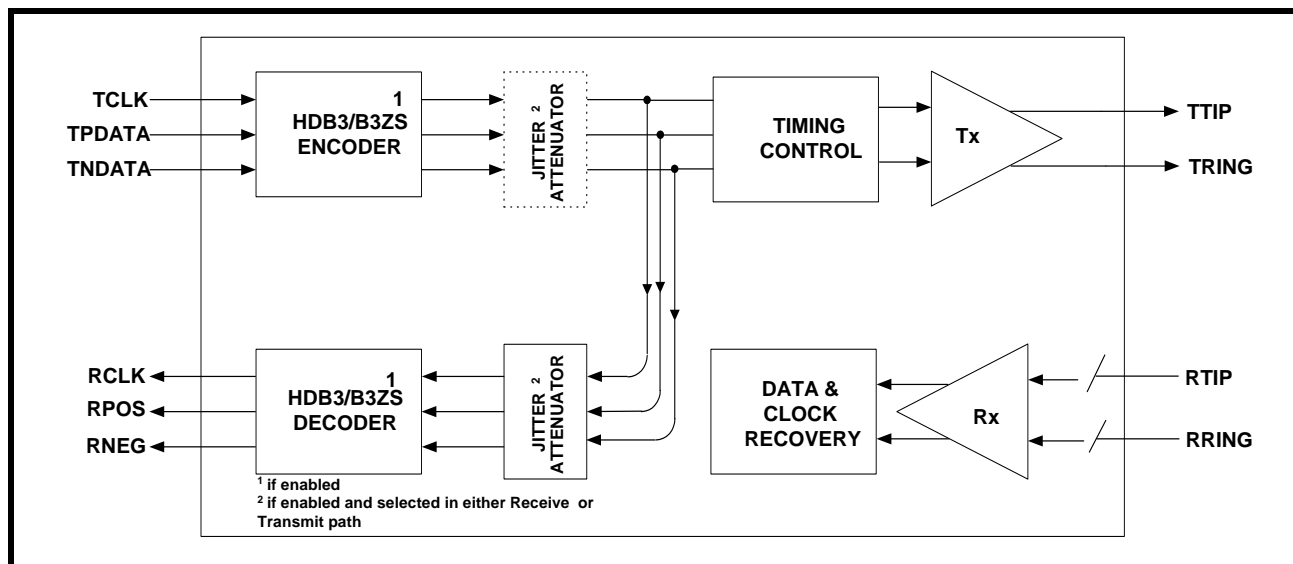 TCLK
TPDATA
TNDATA
1
HDB3/B3ZS
ENCODER
JITTER 2
ATTENUATOR
TIMING
CONTROL
Tx
TTIP
TRING
RCLK
RPOS
RNEG
1
HDB3/B3ZS
DECODER
JITTER 2
ATTENUATOR
DATA &
CLOCK
RECOVERY
Rx
RTIP
RRING
1 if enabled
2 if enabled and selected in either Receive or
Transmit path